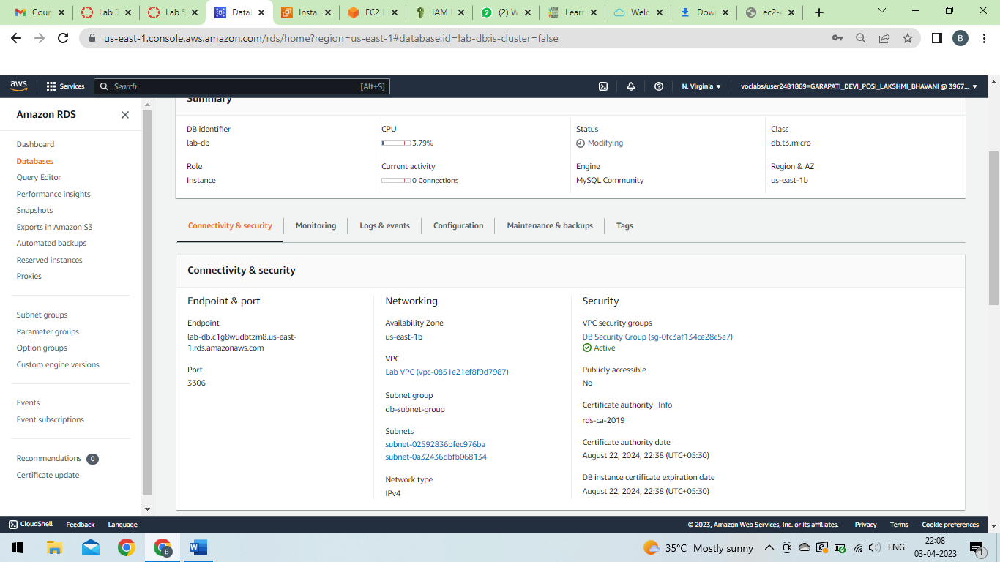 Cour
Lab 3
Lab 5
Datal
Insta
EC2 I
IAM I
(2) W
Learn
Welc
Dow
ec2-4
us-east-1.console.aws.amazon.com/rds/home?region=us-east-1#database:id=lab-db;is-cluster=false
B
aws
Services
Search
[Alt+S]
N. Virginia
voclabs/user2481869=GARAPATI_DEVI_POSI_LAKSHMI_BHAVANI @ 3967...
Amazon RDS
Dashboard
Databases
Query Editor
Performance insights
Snapshots
Exports in Amazon S3
Automated backups
Reserved instances
Proxies
Subnet groups
Parameter groups
Option groups
Custom engine versions
Events
Event subscriptions
Recommendations 0
Certificate update
Summary
DB identifier
lab-db
CPU
3.79%
Status
Modifying
Class
db.t3.micro
Role
Instance
Current activity
0 Connections
Engine
MySQL Community
Region & AZ
us-east-1b
Connectivity & security
Monitoring
Logs & events
Configuration
Maintenance & backups
Tags
Connectivity & security
Endpoint & port
Endpoint
lab-db.c1g8wudbtzm8.us-east-
1.rds.amazonaws.com
Port
3306
Networking
Availability Zone
us-east-1b
VPC
Lab VPC (vpc-0851e21ef8f9d7987)
Subnet group
db-subnet-group
Subnets
subnet-02592836bfec976ba
subnet-0a32436dbfb068134
Network type
IPv4
Security
VPC security groups
DB Security Group (sg-0fc3af134ce28c5e7)
Active
Publicly accessible
No
Certificate authority Info
rds-ca-2019
Certificate authority date
August 22, 2024, 22:38 (UTC+05:30)
DB instance certificate expiration date
August 22, 2024, 22:38 (UTC+05:30)
CloudShell
Feedback
Language
© 2023, Amazon Web Services, Inc. or its affiliates.
Privacy
Terms
Cookie preferences
B
35°C Mostly sunny
ENG
22:08
03-04-2023
1